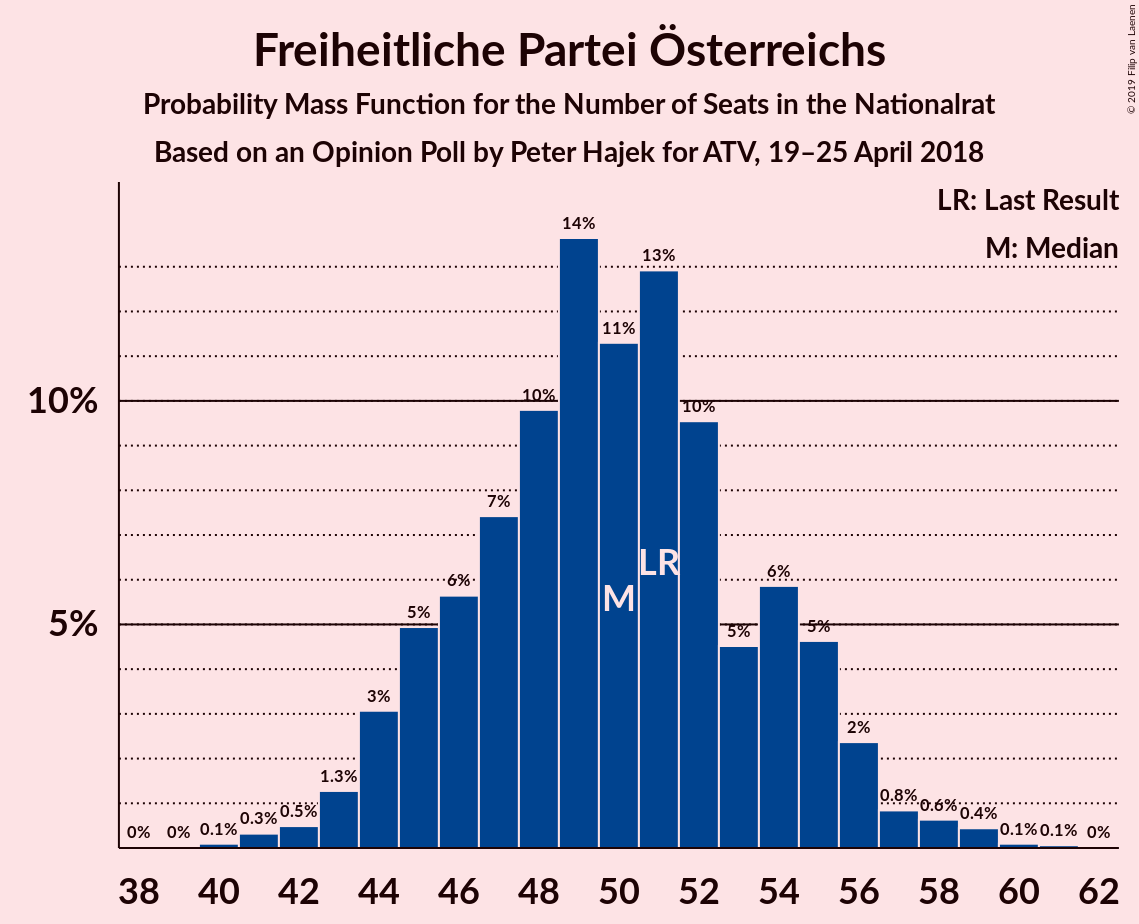 Freiheitliche Partei Österreichs
Probability Mass Function for the Number of Seats in the Nationalrat
Based on an Opinion Poll by Peter Hajek for ATV, 19–25 April 2018
© 2019 Filip van Laenen
LR: Last Result
M: Median
10%
5%
0% 0% 0.1% 0.3% 0.5% 1.3% 3% 5% 6% 7% 10% 14% 11% 13% 10% 5% 6% 5% 2% 0.8% 0.6% 0.4% 0.1% 0.1% 0%
LR
M
38 40 42 44 46 48 50 52 54 56 58 60 62